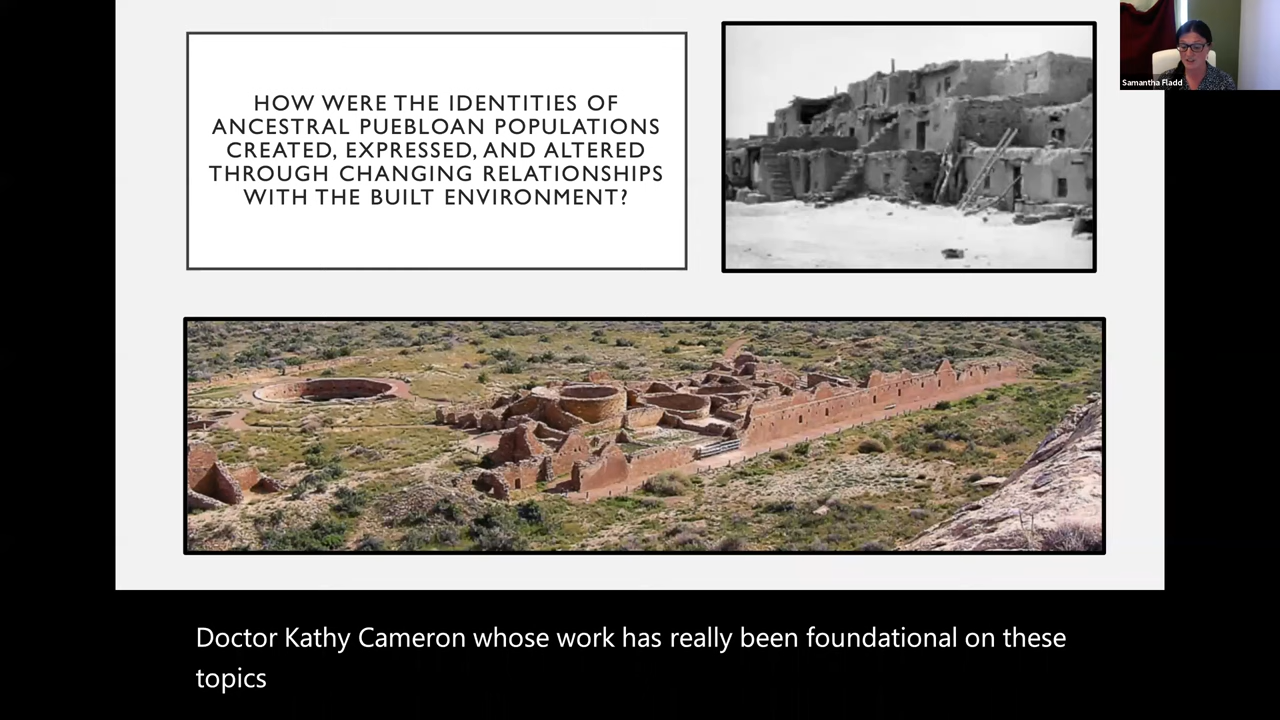 HOW WERE THE IDENTITIES OF
ANCESTRAL PUEBLOAN POPULATIONS
CREATED, EXPRESSED, AND ALTERED
THROUGH CHANGING RELATIONSHIPS
WITH THE BUILT ENVIRONMENT?
Samantha Fladd
Doctor Kathy Cameron whose work has really been foundational on these
topics